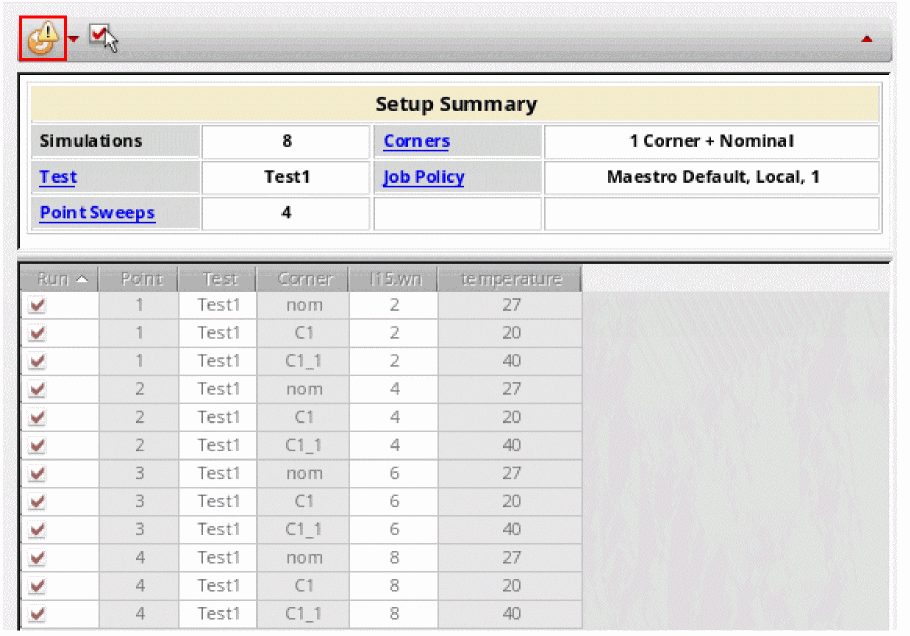 Setup Summary
Simulations 8 Corners 1 Corner + Nominal
Test Test1 Job Policy Maestro Default, Local, 1
Point Sweeps 4
Run Point Test Corner I15.wn temperature
1 Test1 nom 2 27
1 Test1 C1 2 20
1 Test1 C1_1 2 40
2 Test1 nom 4 27
2 Test1 C1 4 20
2 Test1 C1_1 4 40
3 Test1 nom 6 27
3 Test1 C1 6 20
3 Test1 C1_1 6 40
4 Test1 nom 8 27
4 Test1 C1 8 20
4 Test1 C1_1 8 40